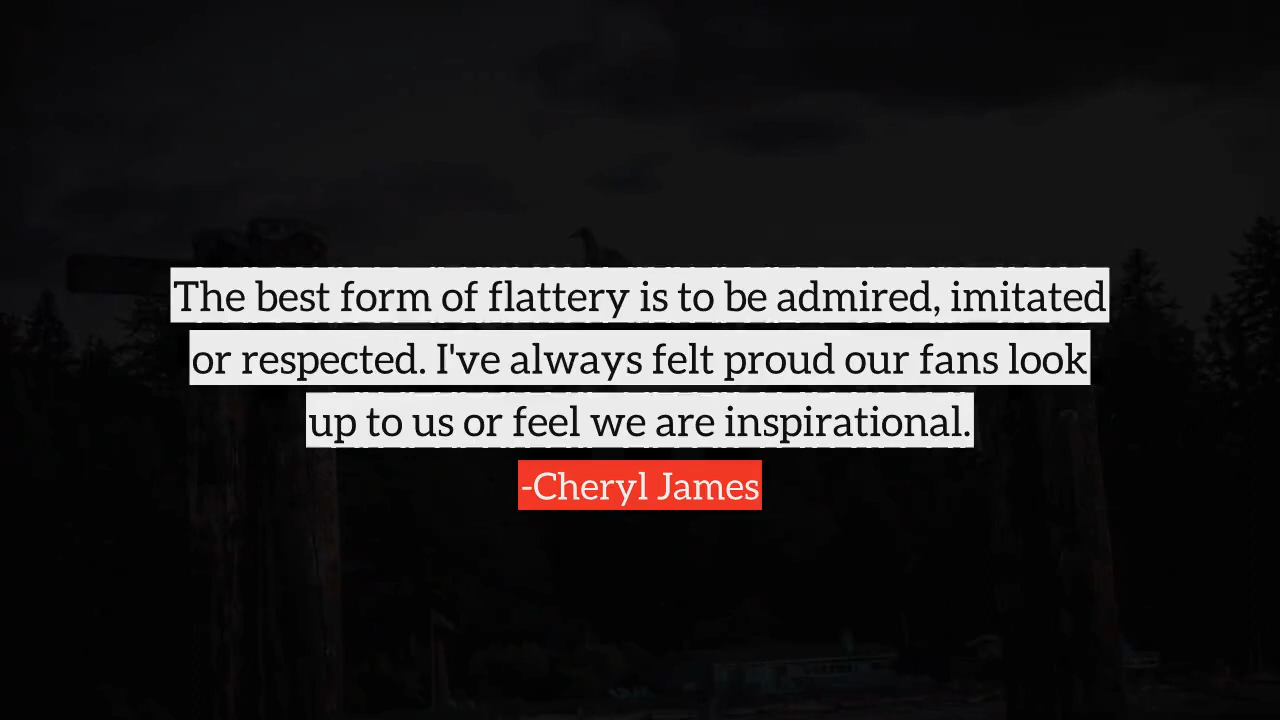 The best form of flattery is to be admired, imitated
or respected. I've always felt proud our fans look
up to us or feel we are inspirational.
-Cheryl James